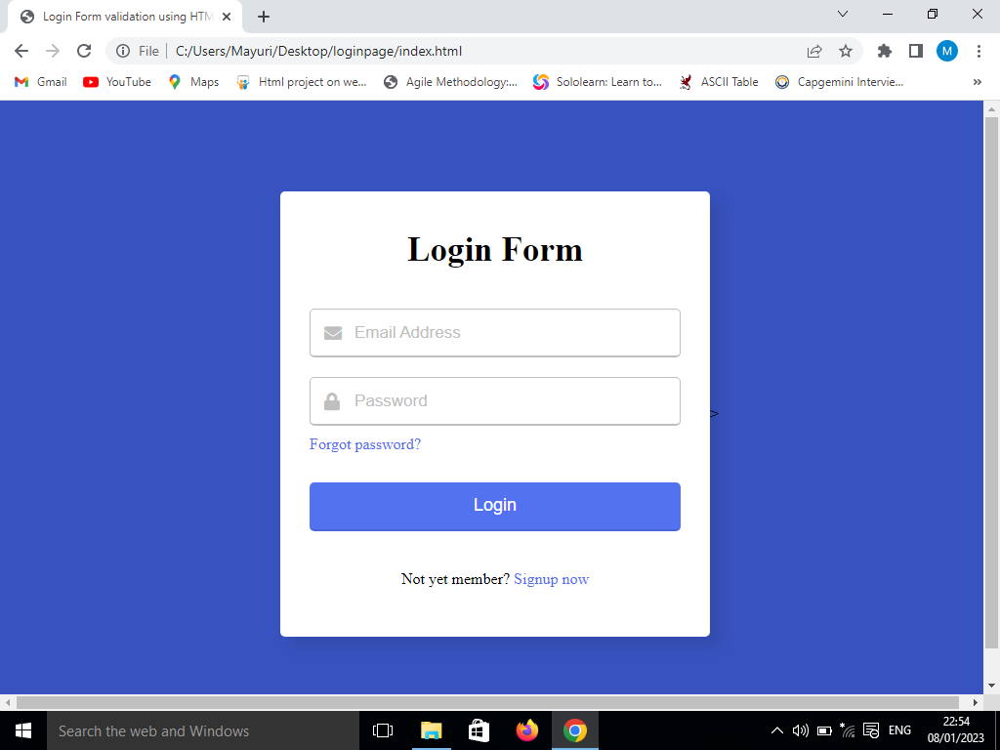 Login Form validation using HTM
File C:/Users/Mayuri/Desktop/loginpage/index.html M
Gmail YouTube Maps Html project on we... Agile Methodology:... Sololearn: Learn to... ASCII Table Capgemini Intervie... »
Login Form
Email Address
Password
>
Forgot password?
Login
Not yet member? Signup now
Search the web and Windows ENG 22:54
08/01/2023